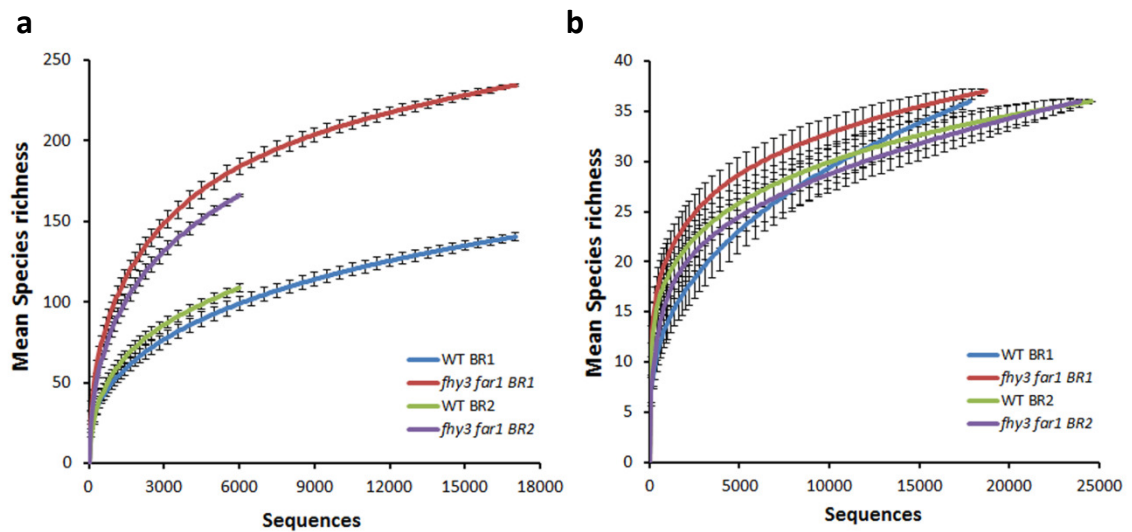 a
250
200
150
100
50
0
Mean Species richness
0 3000 6000 9000 12000 15000 18000
Sequences
WT BR1
fhy3 far1 BR1
WT BR2
fhy3 far1 BR2
b
40
35
30
25
20
15
10
5
0
Mean Species richness
0 5000 10000 15000 20000 25000
Sequences
WT BR1
fhy3 far1 BR1
WT BR2
fhy3 far1 BR2